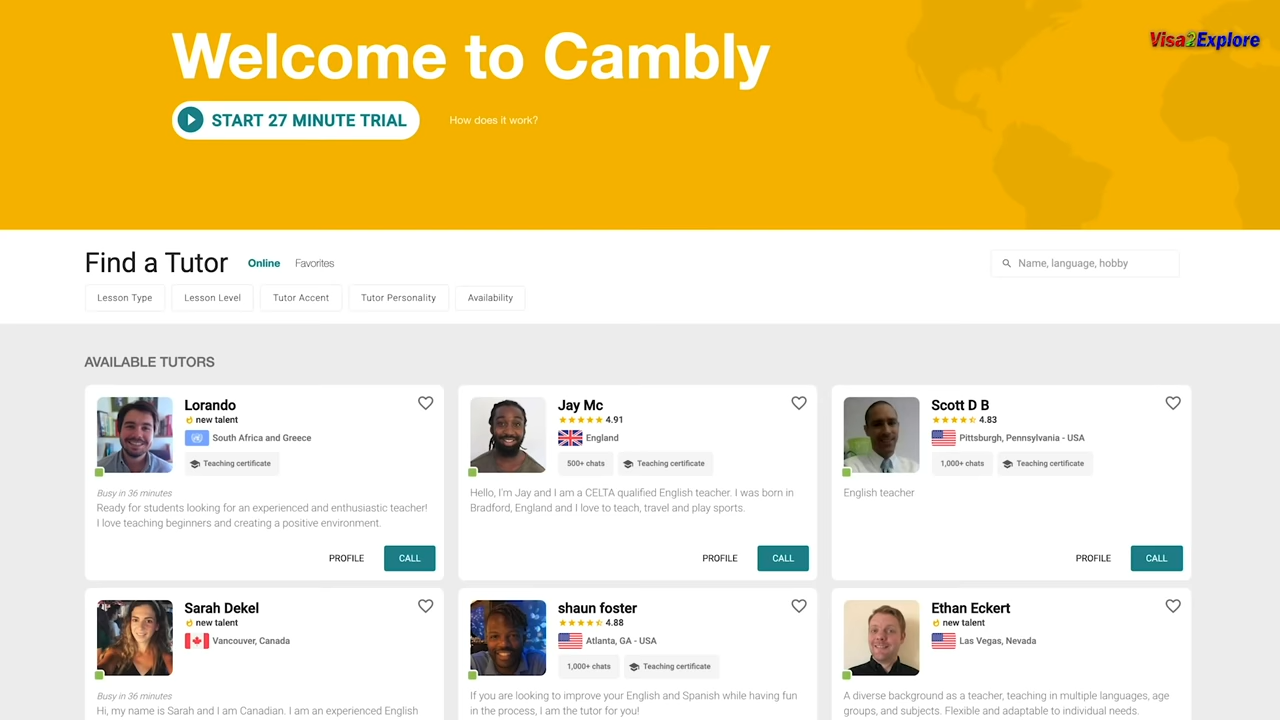 Welcome to Cambly
Visa2Explore
START 27 MINUTE TRIAL
How does it work?
Find a Tutor
Online
Favorites
Name, language, hobby
Lesson Type
Lesson Level
Tutor Accent
Tutor Personality
Availability
AVAILABLE TUTORS
Lorando
new talent
South Africa and Greece
Teaching certificate
Busy in 36 minutes
Ready for students looking for an experienced and enthusiastic teacher!
I love teaching beginners and creating a positive environment.
PROFILE
CALL
Jay Mc
4.91
England
500+ chats
Teaching certificate
Hello, I'm Jay and I am a CELTA qualified English teacher. I was born in
Bradford, England and I love to teach, travel and play sports.
PROFILE
CALL
Scott D B
4.83
Pittsburgh, Pennsylvania - USA
1,000+ chats
Teaching certificate
English teacher
PROFILE
CALL
Sarah Dekel
new talent
Vancouver, Canada
Busy in 36 minutes
Hi, my name is Sarah and I am Canadian. I am an experienced English
shaun foster
4.88
Atlanta, GA - USA
1,000+ chats
Teaching certificate
If you are looking to improve your English and Spanish while having fun
in the process, I am the tutor for you!
Ethan Eckert
new talent
Las Vegas, Nevada
A diverse background as a teacher, teaching in multiple languages, age
groups, and subjects. Flexible and adaptable to individual needs.